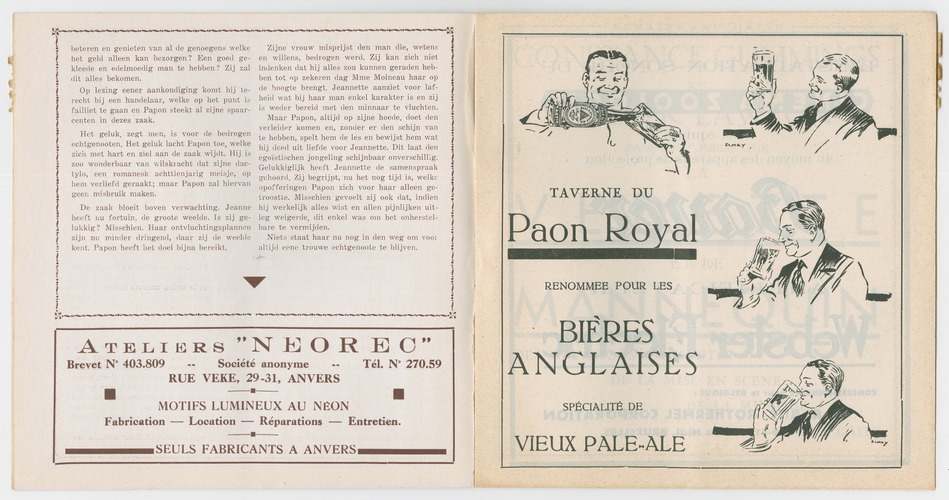 beteren en genieten van al de genoegens welke
het geld alleen kan bezorgen? Een goed ge-
kleede en edelmoedig man te hebben? Zij zal
dit alles bekomen.
Op lezing eener aankondiging komt hij te-
recht bij een handelaar, welke op het punt is
failliet te gaan en Papon steekt al zijne spaar-
centen in dezes zaak.
Het geluk, zegt men, is voor de bedrogen
echtgenooten. Het geluk lacht Papon toe, welke
zich met hart en ziel aan de zaak wijdt. Hij is
zoo wonderbaar van wilskracht dat zijne dac-
tylo, een romanesk achttienjarig meisje, op
hem verliefd geraakt; maar Papon zal hiervan
geen misbruik maken.
De zaak bloeit boven verwachting. Jeanne
heeft nu fortuin, de groote weelde. Is zij ge-
lukkig? Misschien. Haar ontvluchtingsplannen
zijn nu minder dringend, daar zij de weelde
kent. Papon heeft het doel bijna bereikt.
Zijne vrouw misprijst den man die, wetens
en willens, bedrogen werd. Zij kan zich niet
indenken dat hij alles zou kunnen geraden heb-
ben tot op zekeren dag Mme Moineau haar op
de hoogte brengt. Jeannette aanziet voor laf-
heid wat bij haar man enkel karakter is en zij
is weder bereid met den minnaar te vluchten.
Maar Papon, altijd op zijne hoede, doet den
verleider komen en, zonder er den schijn van
te hebben, spelt hem de les en bewijst hem wat
hij deed uit liefde voor Jeannette. Dit laat den
egoïstischen jongeling schijnbaar onverschillig.
Gelukkiglijk heeft Jeannette de samenspraak
gehoord. Zij begrijpt, nu het nog tijd is, welke
opofferingen Papon zich voor haar alleen ge-
troostte. Misschien gevoelt zij ook dat, indien
hij werkelijk alles wist en allen pijnlijken uit-
leg weigerde, dit enkel was om het onherstel-
bare te vermijden.
Niets staat haar nu nog in den weg om voor
altijd eene trouwe echtgenoote te blijven.
ATELIERS "NEOREC"
Brevet N° 403.809 -- Société anonyme -- Tél. N° 270.59
RUE VEKE, 29-31, ANVERS
MOTIFS LUMINEUX AU NEON
Fabrication — Location — Réparations — Entretien.
SEULS FABRICANTS A ANVERS
TAVERNE DU
Paon Royal
RENOMMEE POUR LES
BIÈRES
ANGLAISES
SPÉCIALITÉ DE
VIEUX PALE-ALE